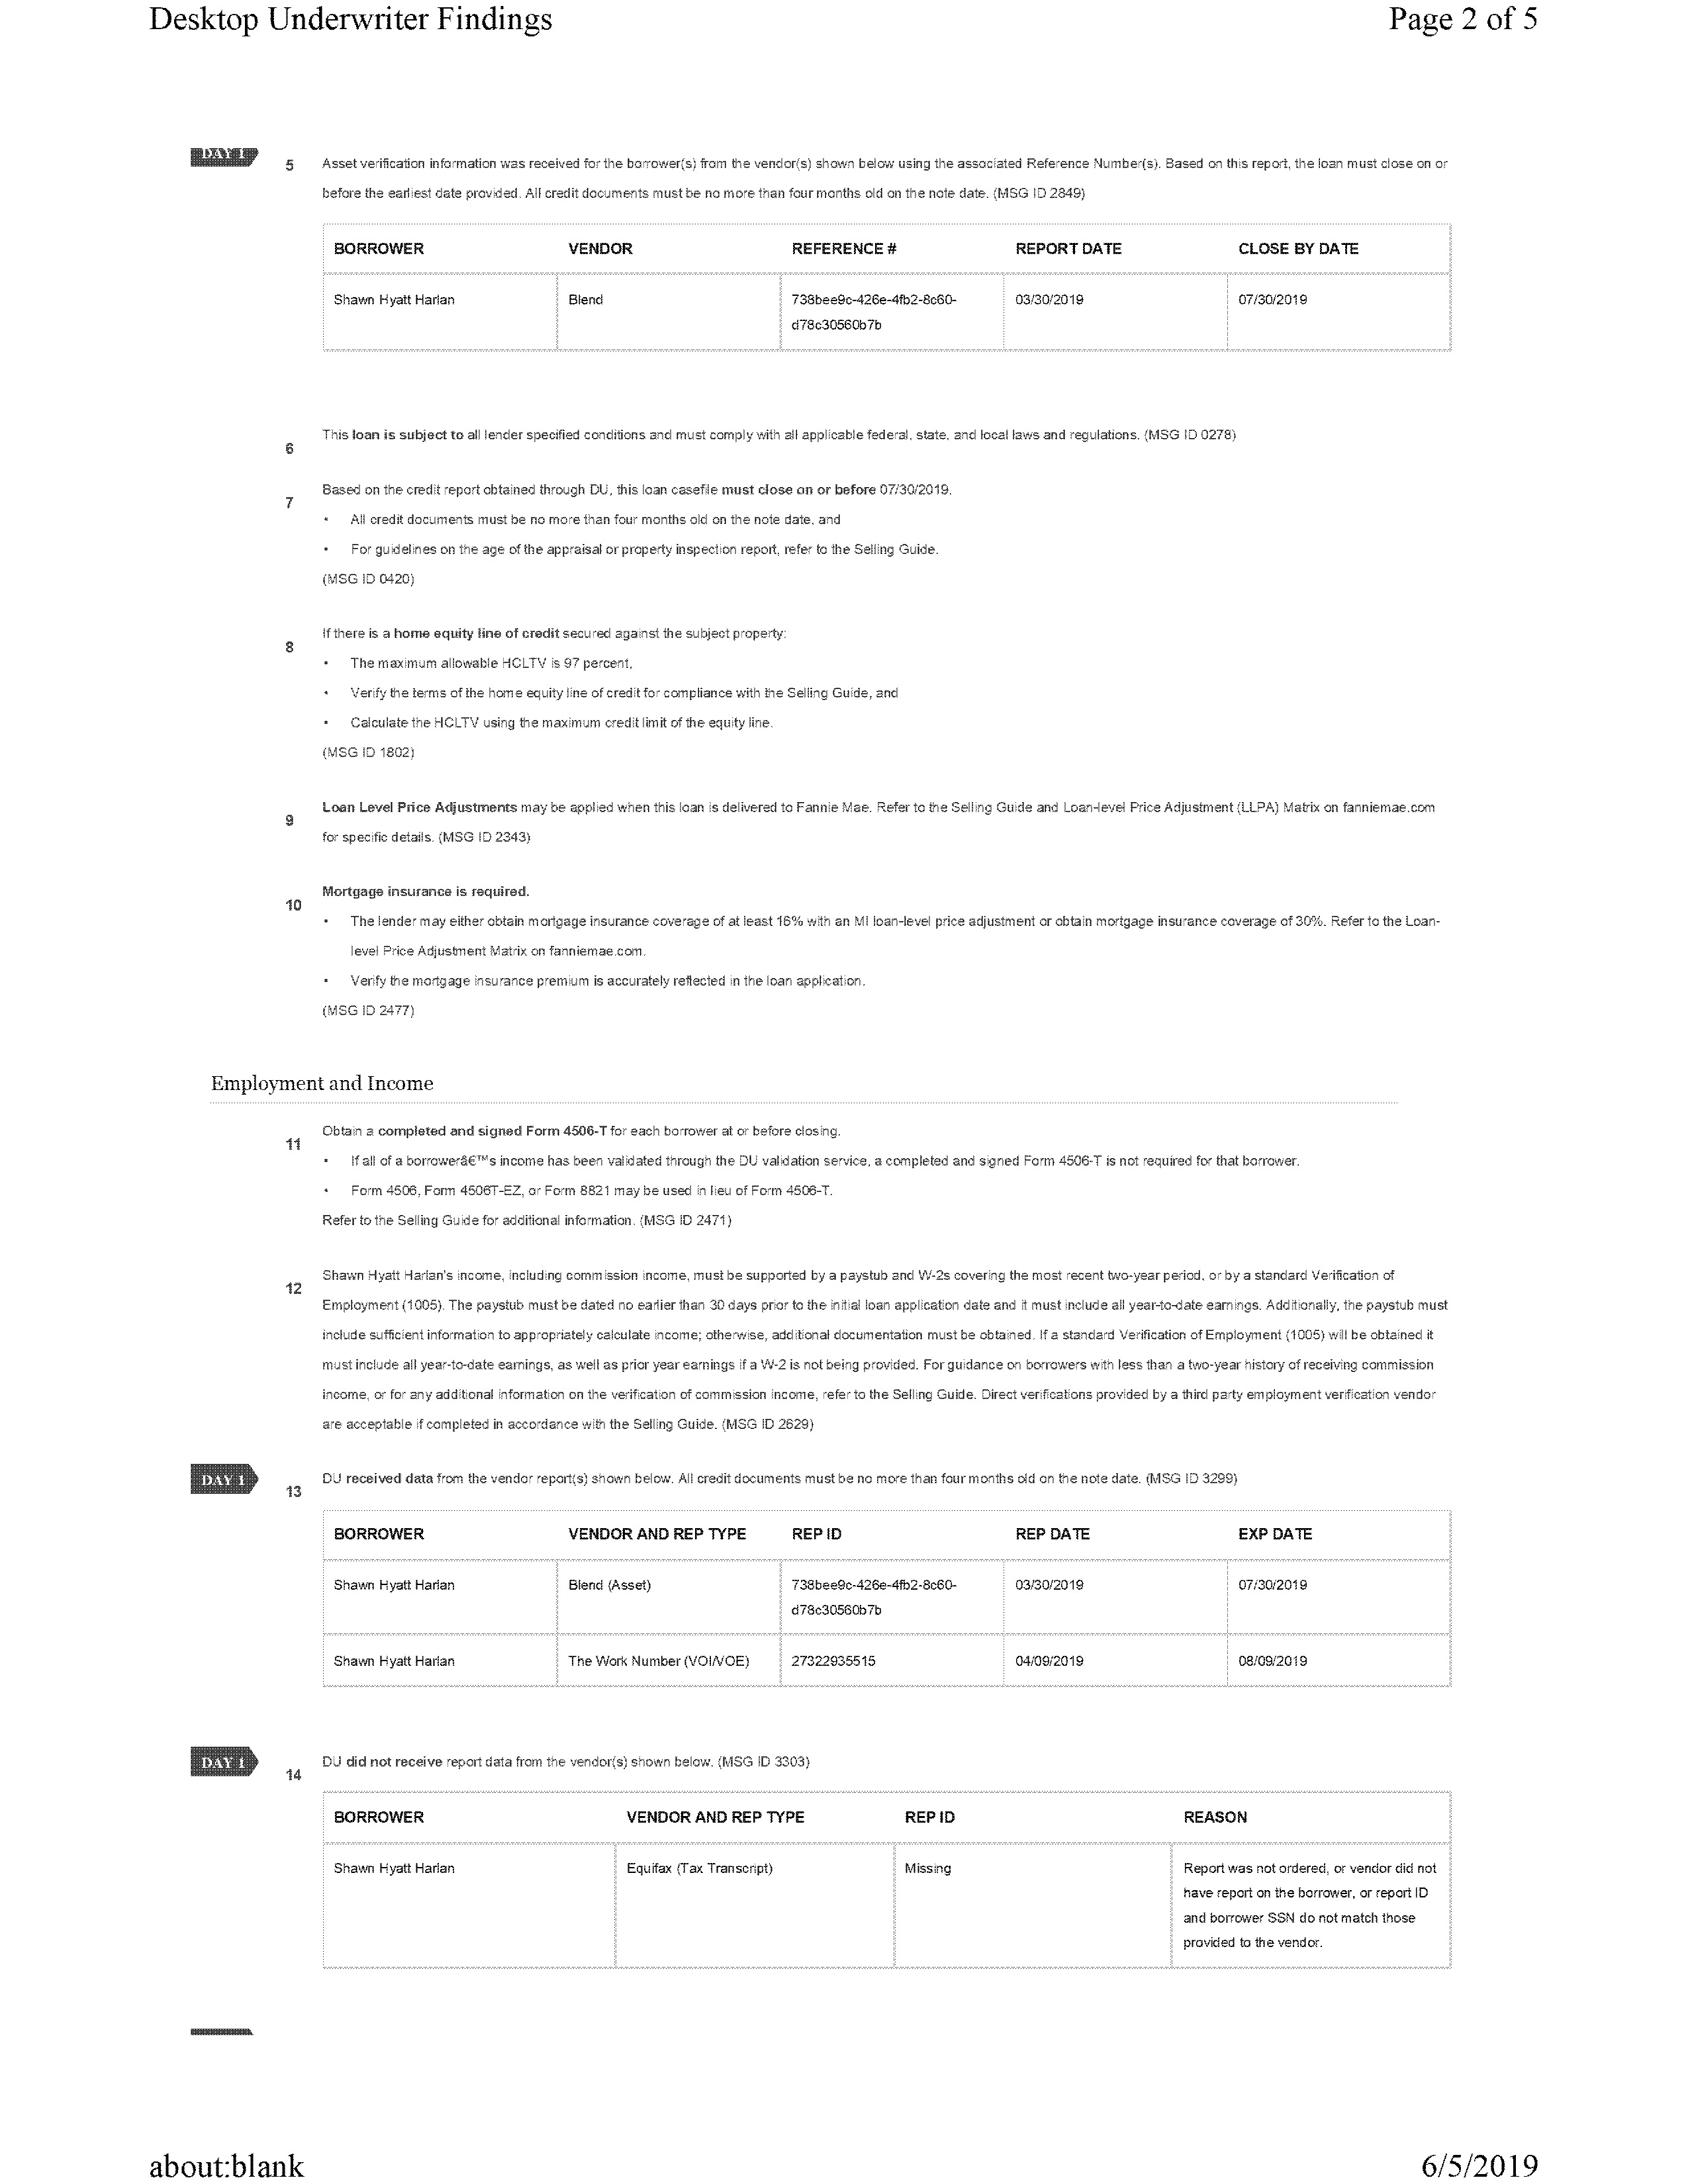 Desktop Underwriter Findings
Page 2 of 5
DAY 1
5
Asset verification information was received for the borrower(s) from the vendor(s) shown below using the associated Reference Number(s). Based on this report, the loan must close on or
before the earliest date provided. All credit documents must be no more than four months old on the note date. (MSG ID 2849)
BORROWER VENDOR REFERENCE # REPORT DATE CLOSE BY DATE
Shawn Hyatt Harlan Blend 738bee9c-426e-4fb2-8c60- 03/30/2019 07/30/2019
d78c30560b7b
6 This loan is subject to all lender specified conditions and must comply with all applicable federal, state, and local laws and regulations. (MSG ID 0278)
7 Based on the credit report obtained through DU, this loan casefile must close on or before 07/30/2019.
• All credit documents must be no more than four months old on the note date, and
• For guidelines on the age of the appraisal or property inspection report, refer to the Selling Guide.
(MSG ID 0420)
8 If there is a home equity line of credit secured against the subject property:
• The maximum allowable HCLTV is 97 percent,
• Verify the terms of the home equity line of credit for compliance with the Selling Guide, and
• Calculate the HCLTV using the maximum credit limit of the equity line.
(MSG ID 1802)
9 Loan Level Price Adjustments may be applied when this loan is delivered to Fannie Mae. Refer to the Selling Guide and Loan-level Price Adjustment (LLPA) Matrix on fanniemae.com
for specific details. (MSG ID 2343)
10 Mortgage insurance is required.
• The lender may either obtain mortgage insurance coverage of at least 16% with an MI loan-level price adjustment or obtain mortgage insurance coverage of 30%. Refer to the Loan-
level Price Adjustment Matrix on fanniemae.com.
• Verify the mortgage insurance premium is accurately reflected in the loan application.
(MSG ID 2477)
Employment and Income
11 Obtain a completed and signed Form 4506-T for each borrower at or before closing.
• If all of a borrowerâ€™s income has been validated through the DU validation service, a completed and signed Form 4506-T is not required for that borrower.
• Form 4506, Form 4506T-EZ, or Form 8821 may be used in lieu of Form 4506-T.
Refer to the Selling Guide for additional information. (MSG ID 2471)
12 Shawn Hyatt Harlan's income, including commission income, must be supported by a paystub and W-2s covering the most recent two-year period, or by a standard Verification of
Employment (1005). The paystub must be dated no earlier than 30 days prior to the initial loan application date and it must include all year-to-date earnings. Additionally, the paystub must
include sufficient information to appropriately calculate income; otherwise, additional documentation must be obtained. If a standard Verification of Employment (1005) will be obtained it
must include all year-to-date earnings, as well as prior year earnings if a W-2 is not being provided. For guidance on borrowers with less than a two-year history of receiving commission
income, or for any additional information on the verification of commission income, refer to the Selling Guide. Direct verifications provided by a third party employment verification vendor
are acceptable if completed in accordance with the Selling Guide. (MSG ID 2629)
DAY 1
13 DU received data from the vendor report(s) shown below. All credit documents must be no more than four months old on the note date. (MSG ID 3299)
BORROWER VENDOR AND REP TYPE REP ID REP DATE EXP DATE
Shawn Hyatt Harlan Blend (Asset) 738bee9c-426e-4fb2-8c60- 03/30/2019 07/30/2019
d78c30560b7b
Shawn Hyatt Harlan The Work Number (VOI/VOE) 27322935515 04/09/2019 08/09/2019
DAY 1
14 DU did not receive report data from the vendor(s) shown below. (MSG ID 3303)
BORROWER VENDOR AND REP TYPE REP ID REASON
Shawn Hyatt Harlan Equifax (Tax Transcript) Missing Report was not ordered, or vendor did not
have report on the borrower, or report ID
and borrower SSN do not match those
provided to the vendor.
about:blank
6/5/2019